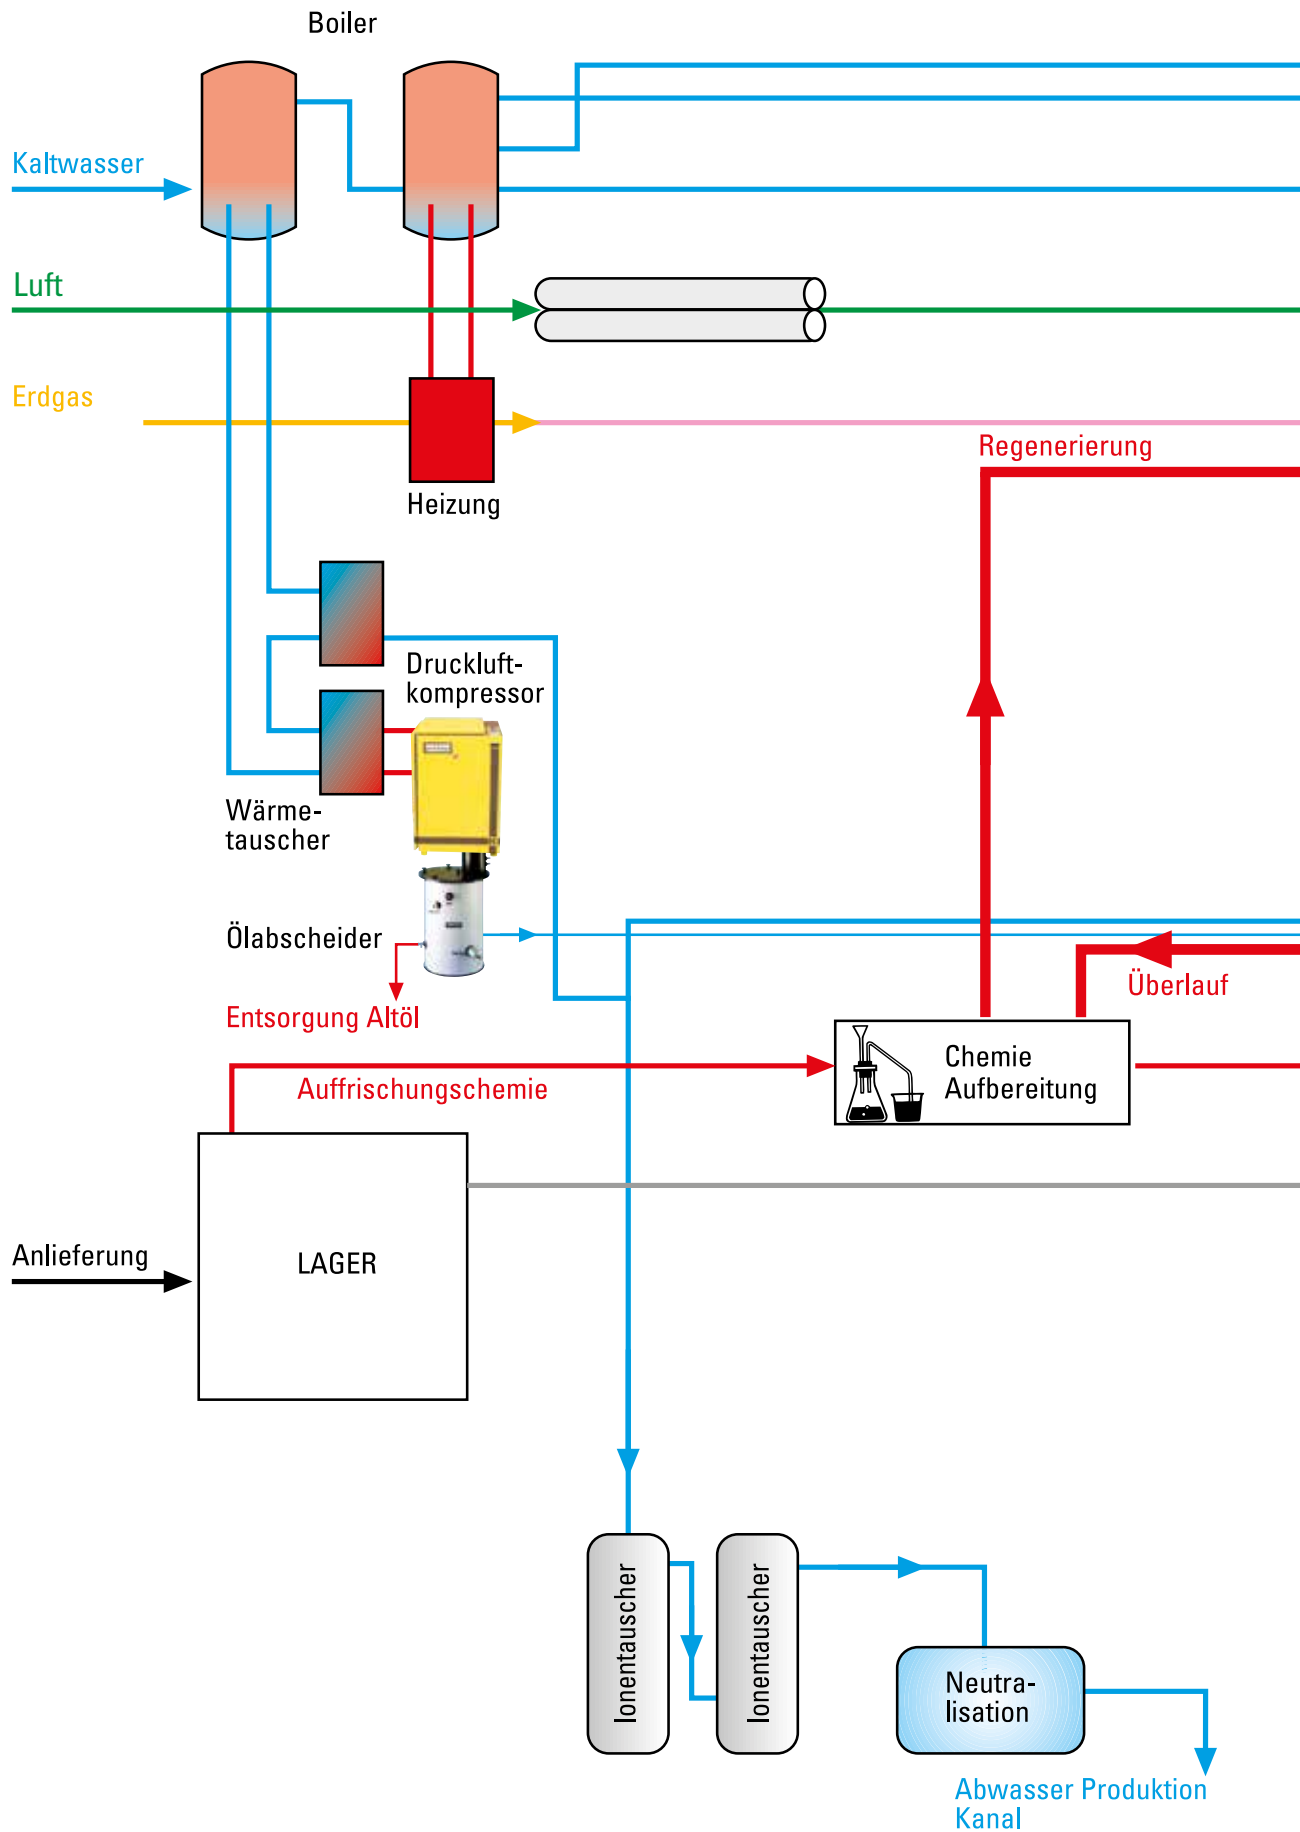 Boiler
Kaltwasser
Luft
Erdgas
Regenerierung
Heizung
Druckluft-
kompressor
Wärme-
tauscher
Ölabscheider
Überlauf
Entsorgung Altöl
Chemie
Aufbereitung
Auffrischungschemie
Anlieferung
LAGER
Ionentauscher
Ionentauscher
Neutra-
lisation
Abwasser Produktion
Kanal